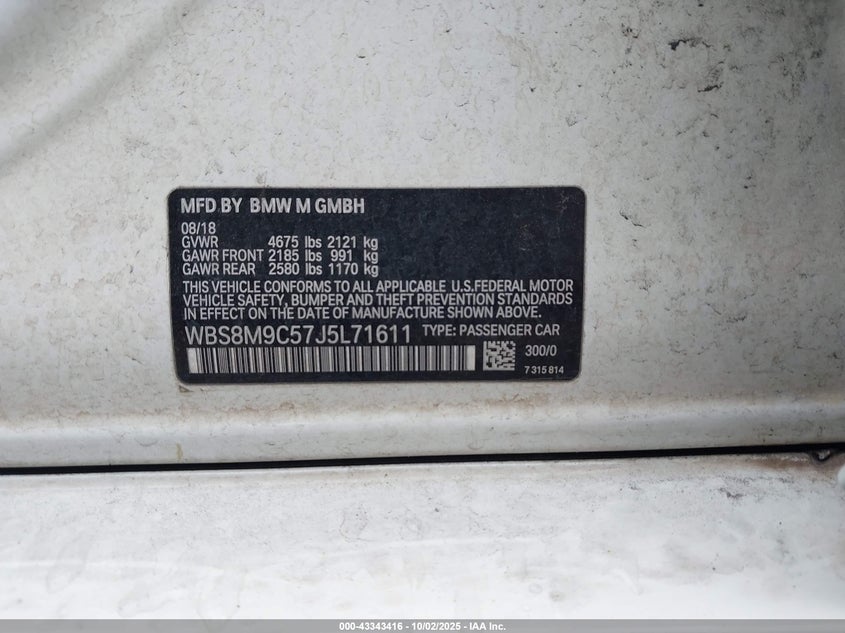 MFD BY BMW M GMBH
08/18
GVWR 4675 lbs 2121 kg
GAWR FRONT 2185 lbs 991 kg
GAWR REAR 2580 lbs 1170 kg
THIS VEHICLE CONFORMS TO ALL APPLICABLE U.S.FEDERAL MOTOR
VEHICLE SAFETY, BUMPER AND THEFT PREVENTION STANDARDS
IN EFFECT ON THE DATE OF MANUFACTURE SHOWN ABOVE.
WBS8M9C57J5L71611 TYPE: PASSENGER CAR
300/0
7 315 814
000-43343416 - 10/02/2025 - IAA Inc.